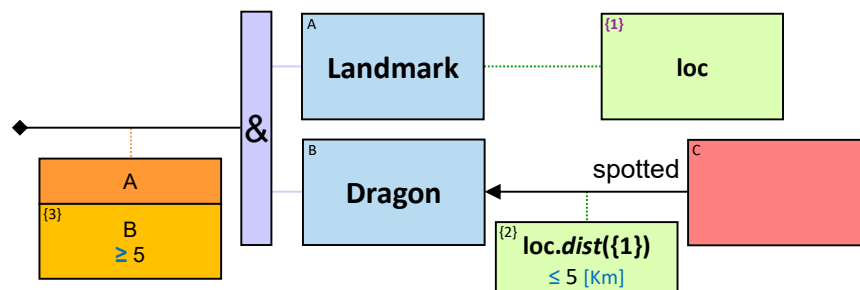 A
Landmark
{1}
loc
&
B
Dragon
spotted
C
A
{3}
B
≥ 5
{2}
loc.dist({1})
≤ 5 [Km]